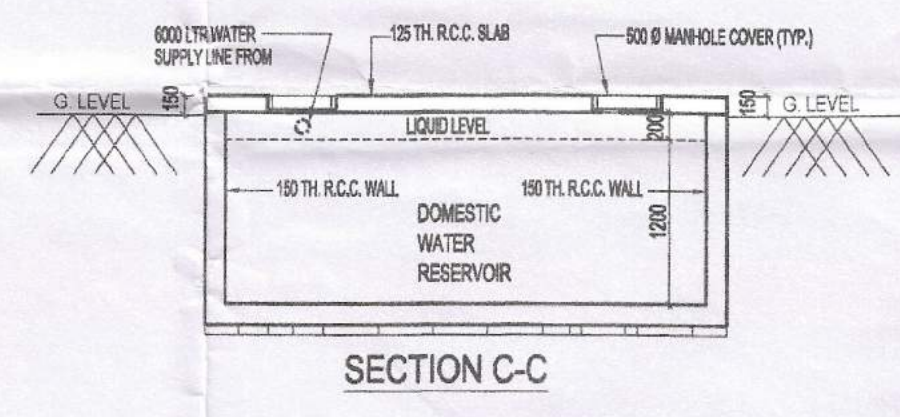 6000 LTR.WATER
SUPPLY LINE FROM
125 TH. R.C.C. SLAB
500 Ø MANHOLE COVER (TYP.)
G. LEVEL
150
150
G. LEVEL
LIQUID LEVEL
200
150 TH. R.C.C. WALL
150 TH. R.C.C. WALL
1200
DOMESTIC
WATER
RESERVOIR
SECTION C-C